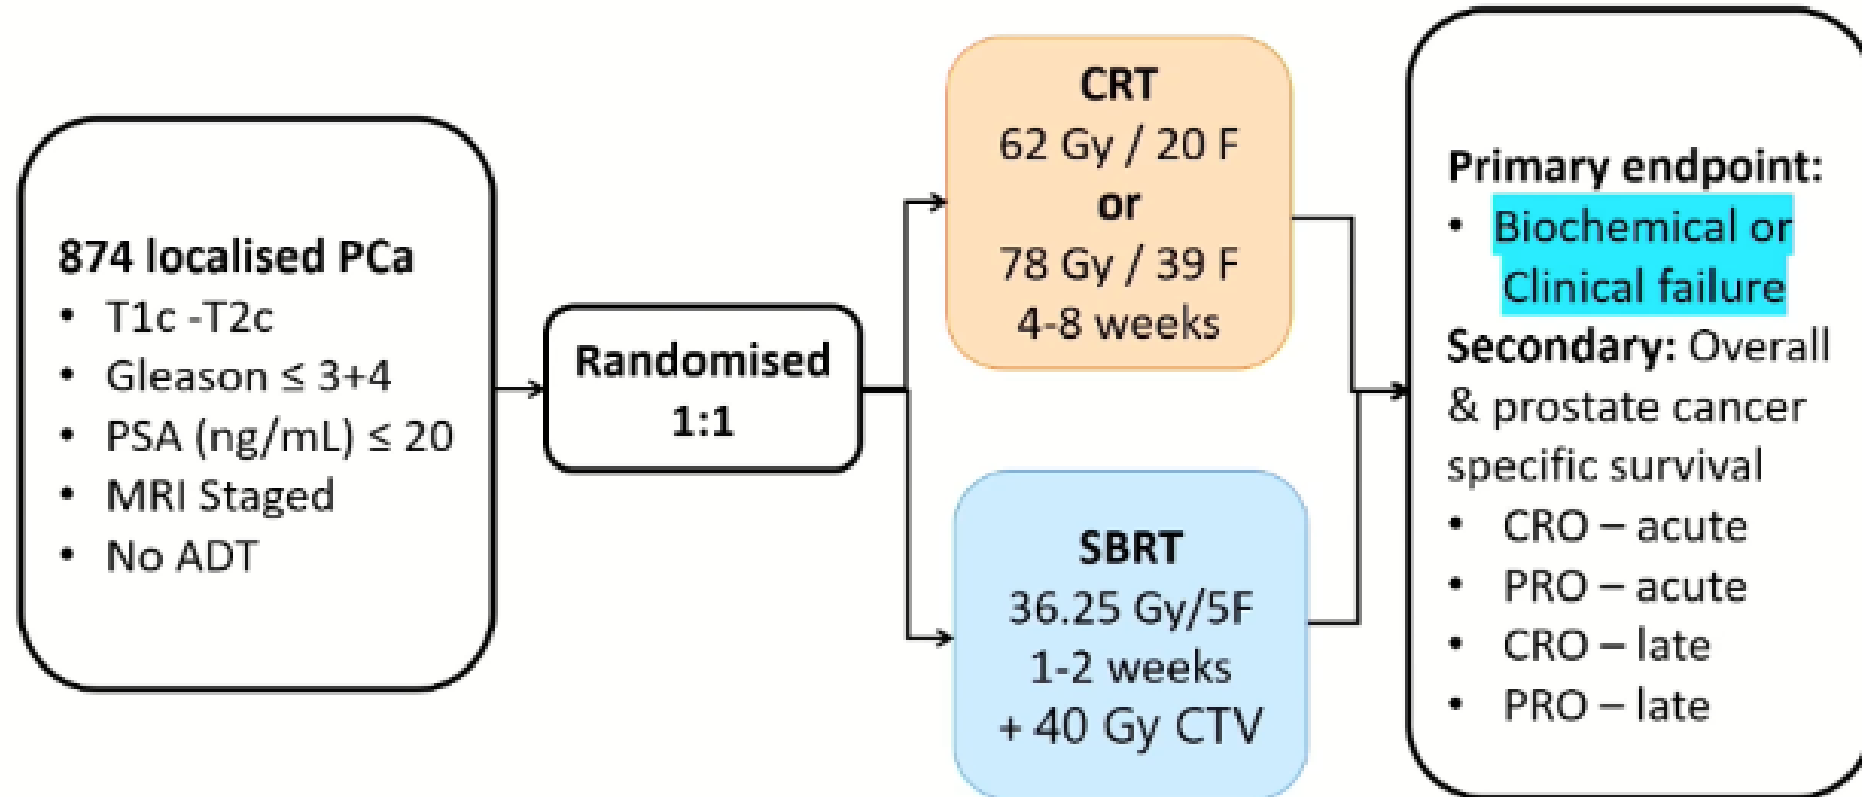 874 localised PCa
• T1c -T2c
• Gleason ≤ 3+4
• PSA (ng/mL) ≤ 20
• MRI Staged
• No ADT
Randomised
1:1
CRT
62 Gy / 20 F
or
78 Gy / 39 F
4-8 weeks
SBRT
36.25 Gy/5F
1-2 weeks
+ 40 Gy CTV
Primary endpoint:
• Biochemical or
Clinical failure
Secondary: Overall
& prostate cancer
specific survival
• CRO – acute
• PRO – acute
• CRO – late
• PRO – late